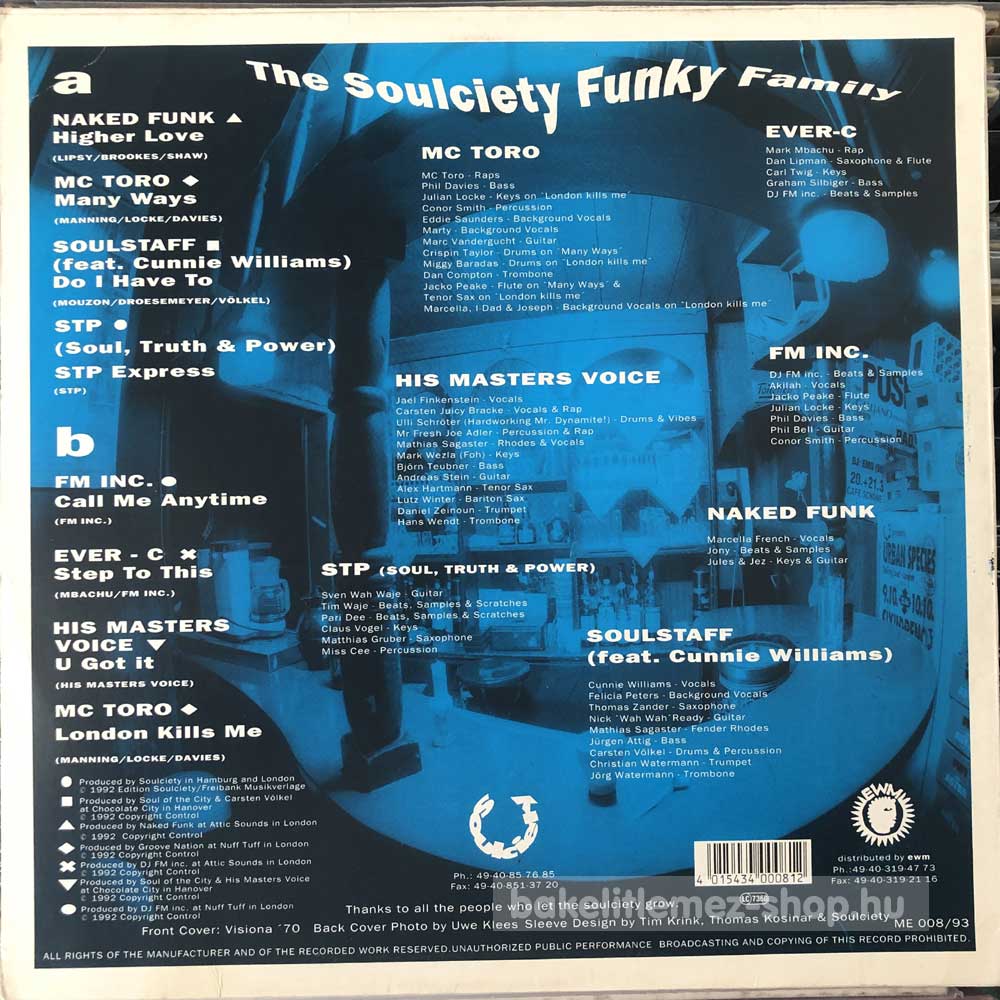 The Soulciety Funky Family
a
NAKED FUNK ▲
Higher Love
(LIPSY/BROOKES/SHAW)
MC TORO ◆
Many Ways
(MANNING/LOCKE/DAVIES)
SOULSTAFF ■
(feat. Cunnie Williams)
Do I Have To
(MOUZON/DROESEMEYER/VÖLKEL)
STP ●
(Soul, Truth & Power)
STP Express
(STP)
b
FM INC. ●
Call Me Anytime
(FM INC.)
EVER - C ✖
Step To This
(MBACHU/FM INC.)
HIS MASTERS
VOICE ▼
U Got it
(HIS MASTERS VOICE)
MC TORO ◆
London Kills Me
(MANNING/LOCKE/DAVIES)
● Produced by Soulciety in Hamburg and London
© 1992 Edition Soulciety/Freibank Musikverlage
■ Produced by Soul of the City & Carsten Völkel
at Chocolate City in Hanover
© 1992 Copyright Control
▲ Produced by Naked Funk at Attic Sounds in London
© 1992 Copyright Control
◆ Produced by Groove Nation at Nuff Tuff in London
© 1992 Copyright Control
✖ Produced by DJ FM inc. at Attic Sounds in London
© 1992 Copyright Control
▼ Produced by Soul of the City & His Masters Voice
at Chocolate City in Hanover
© 1992 Copyright Control
● Produced by DJ FM inc. at Nuff Tuff in London
© 1992 Copyright Control
MC TORO
MC Toro - Raps
Phil Davies - Bass
Julian Locke - Keys on "London kills me"
Conor Smith - Percussion
Eddie Saunders - Background Vocals
Marty - Background Vocals
Marc Vandergucht - Guitar
Crispin Taylor - Drums on "Many Ways"
Miggy Baradas - Drums on "London kills me"
Dan Compton - Trombone
Jacko Peake - Flute on "Many Ways" &
Tenor Sax on "London kills me"
Marcella, I-Dad & Joseph - Background Vocals on "London kills me"
HIS MASTERS VOICE
Jael Finkenstein - Vocals
Carsten Juicy Bracke - Vocals & Rap
Ulli Schröter (Hardworking Mr. Dynamite!) - Drums & Vibes
Mr Fresh Joe Adler - Percussion & Rap
Mathias Sagaster - Rhodes & Vocals
Mark Wezla (Foh) - Keys
Björn Teubner - Bass
Andreas Stein - Guitar
Alex Hartmann - Tenor Sax
Lutz Winter - Bariton Sax
Daniel Zeinoun - Trumpet
Hans Wendt - Trombone
STP (SOUL, TRUTH & POWER)
Sven Wah Waje - Guitar
Tim Waje - Beats, Samples & Scratches
Pari Dee - Beats, Samples & Scratches
Claus Vogel - Keys
Matthias Gruber - Saxophone
Miss Cee - Percussion
EVER-C
Mark Mbachu - Rap
Dan Lipman - Saxophone & Flute
Carl Twig - Keys
Graham Silbiger - Bass
DJ FM inc. - Beats & Samples
FM INC.
DJ FM inc. - Beats & Samples
Akilah - Vocals
Jacko Peake - Flute
Julian Locke - Keys
Phil Davies - Bass
Phil Bell - Guitar
Conor Smith - Percussion
NAKED FUNK
Marcella French - Vocals
Jony - Beats & Samples
Jules & Jez - Keys & Guitar
SOULSTAFF
(feat. Cunnie Williams)
Cunnie Williams - Vocals
Felicia Peters - Background Vocals
Thomas Zander - Saxophone
Nick "Wah Wah" Ready - Guitar
Mathias Sagaster - Fender Rhodes
Jürgen Attig - Bass
Carsten Völkel - Drums & Percussion
Christian Watermann - Trumpet
Jörg Watermann - Trombone
URBAN SPECIES
Ph.: 49-40-85 76 85
Fax: 49-40-851-37 20
4 015434 000812
LC 7360
EWM
distributed by ewm
Ph.:49-40-319-47 73
Fax: 49-40-319-21 16
bakelitlemez-shop.hu
Thanks to all the people who let the soulciety grow.
Front Cover: Visiona ´70 Back Cover Photo by Uwe Klees Sleeve Design by Tim Krink, Thomas Kosinar & Soulciety ME 008/93
ALL RIGHTS OF THE MANUFACTURER AND OF THE RECORDED WORK RESERVED.UNAUTHORIZED PUBLIC PERFORMANCE BROADCASTING AND COPYING OF THIS RECORD PROHIBITED.